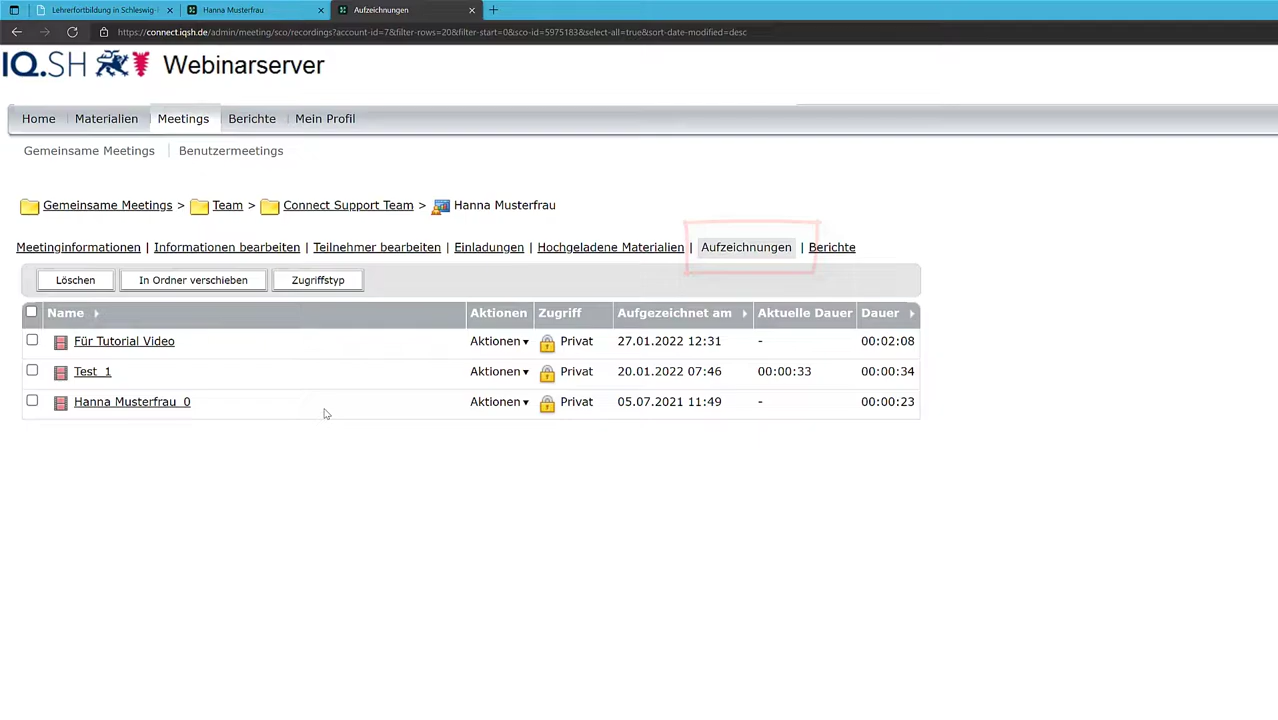 Lehrerfortbildung in Schleswig-
Hanna Musterfrau
Aufzeichnungen
https://connect.iqsh.de/admin/meeting/sco/recordings?account-id=7&filter-rows=20&filter-start=0&sco-id=5975183&select-all=true&sort-date-modified=desc
IQ.SH Webinarserver
Home Materialien Meetings Berichte Mein Profil
Gemeinsame Meetings | Benutzermeetings
Gemeinsame Meetings > Team > Connect Support Team > Hanna Musterfrau
Meetinginformationen | Informationen bearbeiten | Teilnehmer bearbeiten | Einladungen | Hochgeladene Materialien | Aufzeichnungen | Berichte
Löschen In Ordner verschieben Zugriffstyp
Name Aktionen Zugriff Aufgezeichnet am Aktuelle Dauer Dauer
Für Tutorial Video Aktionen Privat 27.01.2022 12:31 - 00:02:08
Test_1 Aktionen Privat 20.01.2022 07:46 00:00:33 00:00:34
Hanna Musterfrau_0 Aktionen Privat 05.07.2021 11:49 - 00:00:23